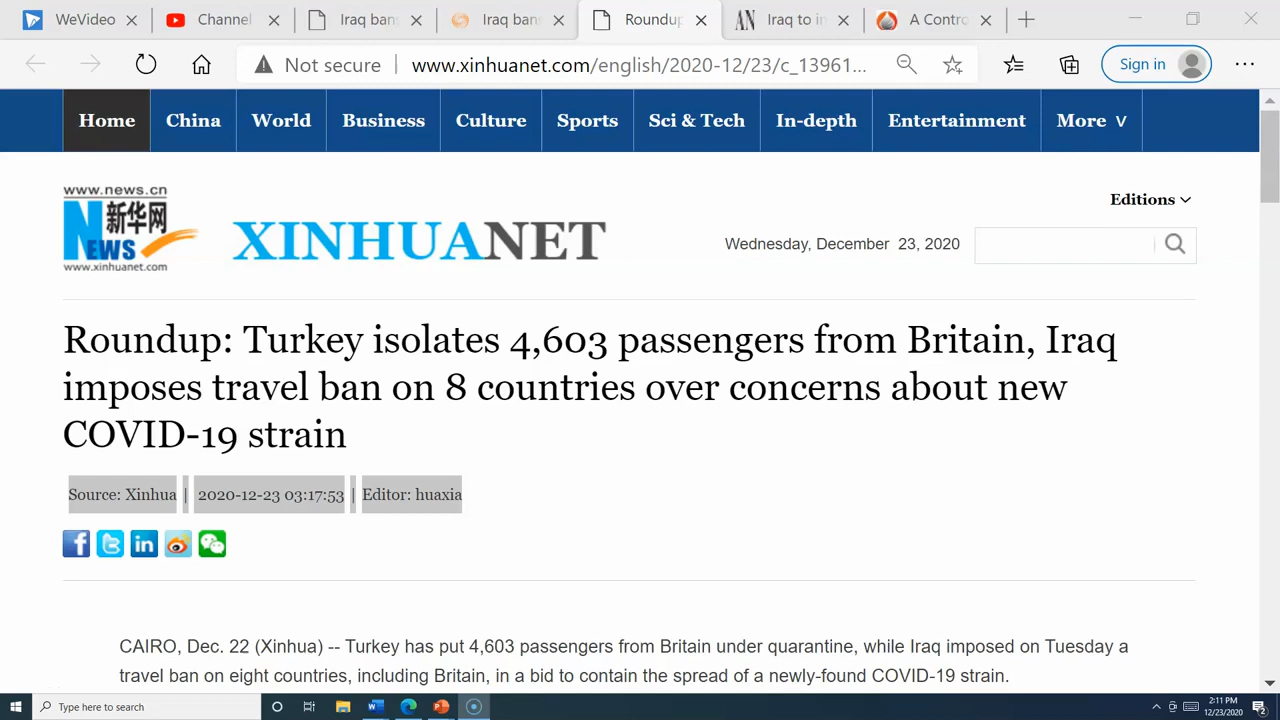 WeVideo
Channel
Iraq ban
Iraq ban
Roundup
Iraq to i
A Contro
Not secure
www.xinhuanet.com/english/2020-12/23/c_13961...
Sign in
Home China World Business Culture Sports Sci & Tech In-depth Entertainment More
www.news.cn
新华网
NEWS
www.xinhuanet.com
XINHUANET
Editions
Wednesday, December 23, 2020
Roundup: Turkey isolates 4,603 passengers from Britain, Iraq
imposes travel ban on 8 countries over concerns about new
COVID-19 strain
Source: Xinhua | 2020-12-23 03:17:53 | Editor: huaxia
CAIRO, Dec. 22 (Xinhua) -- Turkey has put 4,603 passengers from Britain under quarantine, while Iraq imposed on Tuesday a
travel ban on eight countries, including Britain, in a bid to contain the spread of a newly-found COVID-19 strain.
Type here to search
2:11 PM
12/23/2020